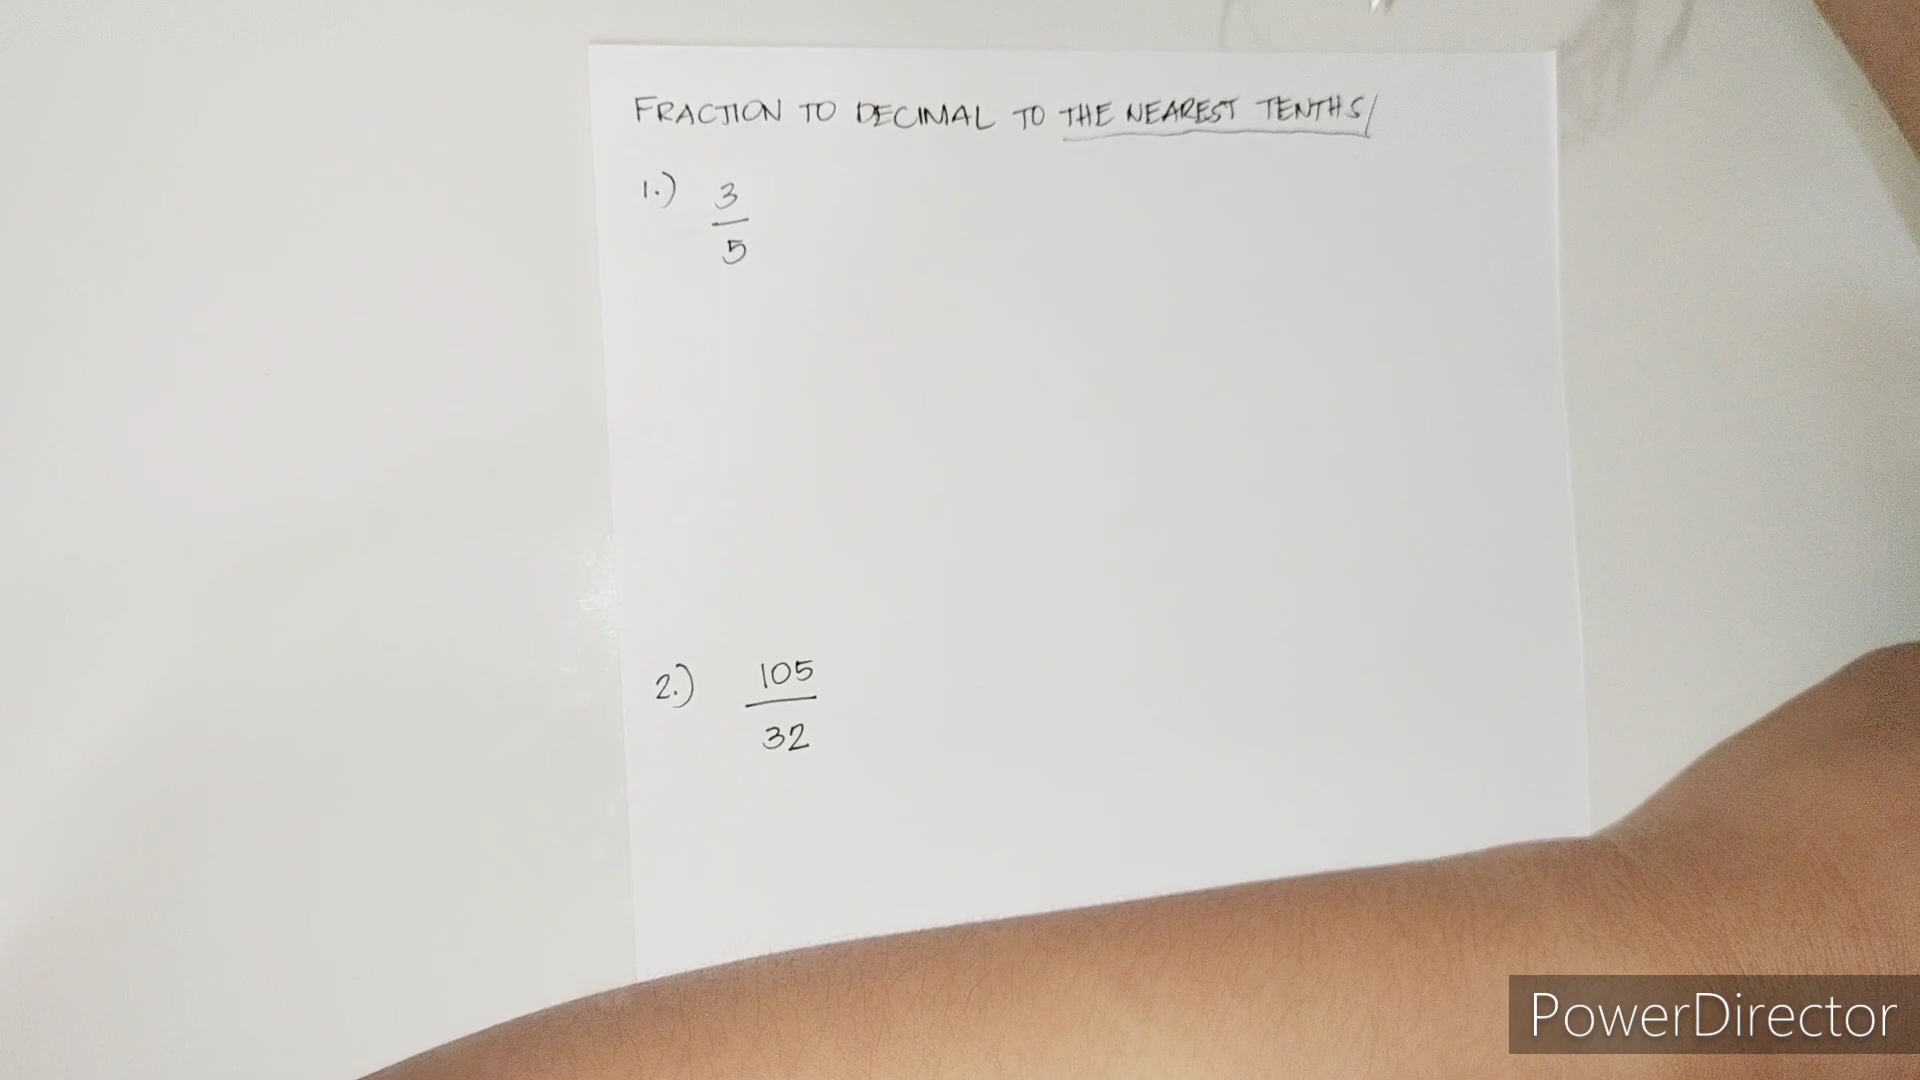 FRACTION TO DECIMAL TO THE NEAREST TENTHS/
1.) 3
5
2.) 105
32
PowerDirector